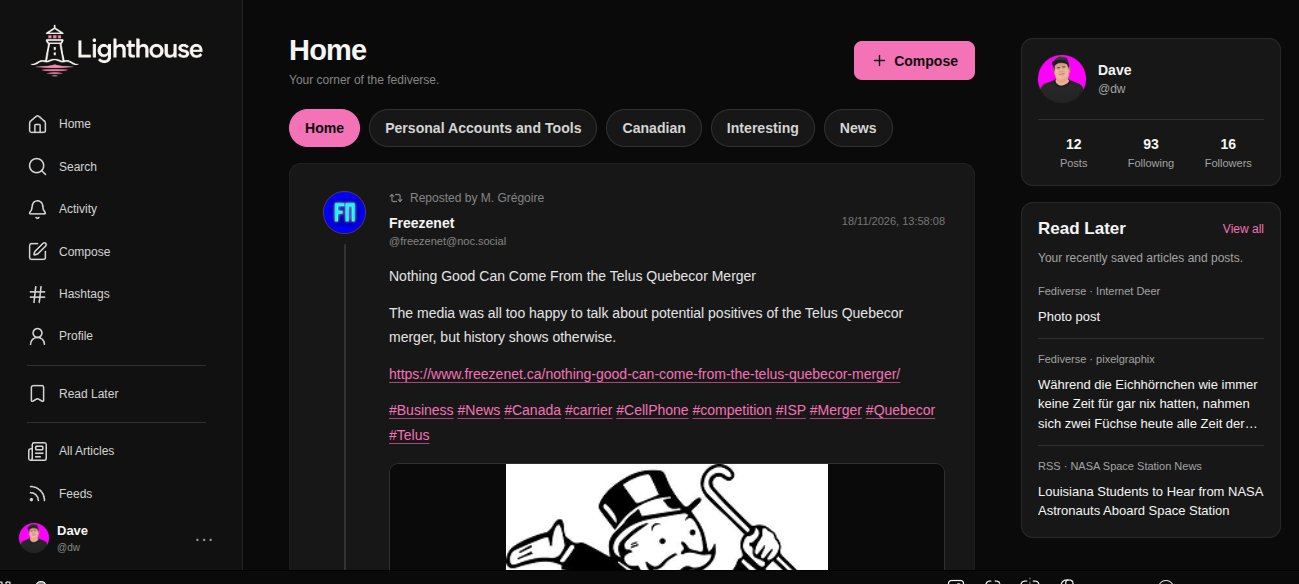 Lighthouse
Home
Search
Activity
Compose
Hashtags
Profile
Read Later
All Articles
Feeds
Dave
@dw
...
Home
Your corner of the fediverse.
+ Compose
Home
Personal Accounts and Tools
Canadian
Interesting
News
FN
Reposted by M. Grégoire
Freezenet
18/11/2026, 13:58:08
@freezenet@noc.social
Nothing Good Can Come From the Telus Quebecor Merger
The media was all too happy to talk about potential positives of the Telus Quebecor
merger, but history shows otherwise.
https://www.freezenet.ca/nothing-good-can-come-from-the-telus-quebecor-merger/
#Business #News #Canada #carrier #CellPhone #competition #ISP #Merger #Quebecor
#Telus
Dave
@dw
12 93 16
Posts Following Followers
Read Later
View all
Your recently saved articles and posts.
Fediverse · Internet Deer
Photo post
Fediverse · pixelgraphix
Während die Eichhörnchen wie immer
keine Zeit für gar nix hatten, nahmen
sich zwei Füchse heute alle Zeit der…
RSS · NASA Space Station News
Louisiana Students to Hear from NASA
Astronauts Aboard Space Station